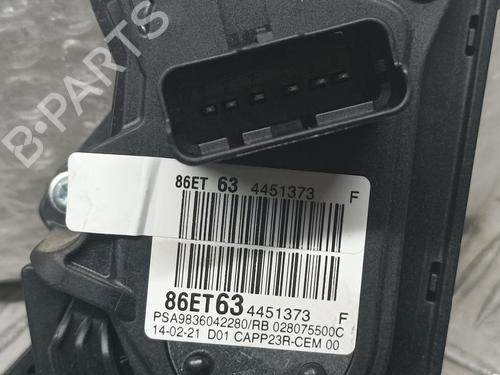 B-PARTS
86ET 63 4451373 F
86ET63 4451373 F
PSA9836042280/RB 028075500C
14-02-21 D01 CAPP23R-CEM 00